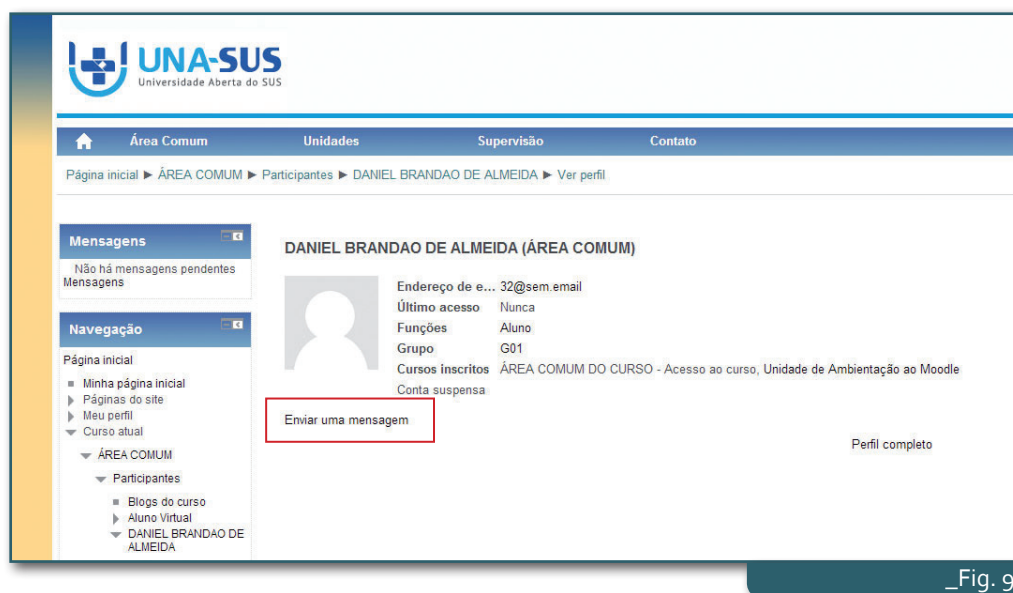 UNA-SUS
Universidade Aberta do SUS
Área Comum Unidades Supervisão Contato
Página inicial ► ÁREA COMUM ► Participantes ► DANIEL BRANDAO DE ALMEIDA ► Ver perfil
Mensagens
Não há mensagens pendentes
Mensagens
Navegação
Página inicial
Minha página inicial
Páginas do site
Meu perfil
Curso atual
ÁREA COMUM
Participantes
Blogs do curso
Aluno Virtual
DANIEL BRANDAO DE
ALMEIDA
DANIEL BRANDAO DE ALMEIDA (ÁREA COMUM)
Endereço de e... 32@sem.email
Último acesso Nunca
Funções Aluno
Grupo G01
Cursos inscritos ÁREA COMUM DO CURSO - Acesso ao curso, Unidade de Ambientação ao Moodle
Conta suspensa
Enviar uma mensagem
Perfil completo
_Fig. 9